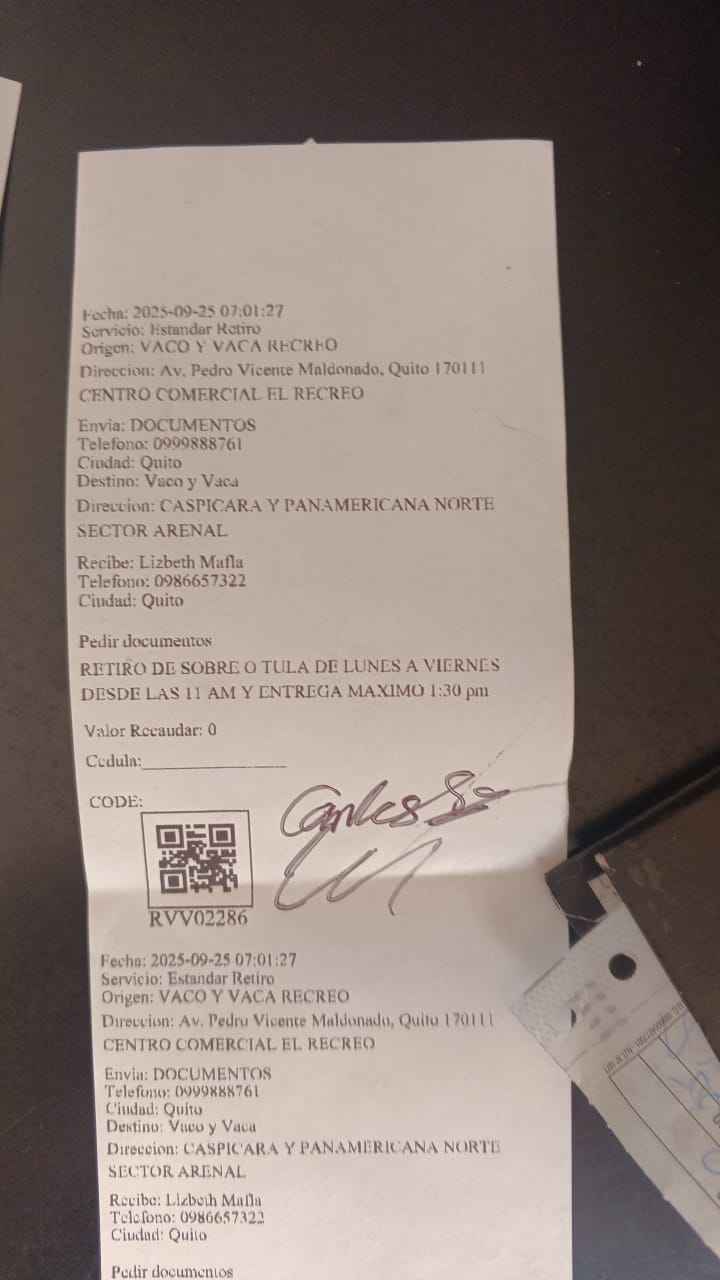 Fecha: 2025-09-25 07:01:27
Servicio: Estandar Retiro
Origen: VACO Y VACA RECREO
Direccion: Av. Pedro Vicente Maldonado, Quito 170111
CENTRO COMERCIAL EL RECREO
Envia: DOCUMENTOS
Telefono: 0999888761
Ciudad: Quito
Destino: Vaco y Vaca
Direccion: CASPICARA Y PANAMERICANA NORTE
SECTOR ARENAL
Recibe: Lizbeth Mafla
Telefono: 0986657322
Ciudad: Quito
Pedir documentos
RETIRO DE SOBRE O TULA DE LUNES A VIERNES
DESDE LAS 11 AM Y ENTREGA MAXIMO 1:30 pm
Valor Recaudar: 0
Cedula:_______________
CODE:
Carlos
RVV02286
Fecha: 2025-09-25 07:01:27
Servicio: Estandar Retiro
Origen: VACO Y VACA RECREO
Direccion: Av. Pedro Vicente Maldonado, Quito 170111
CENTRO COMERCIAL EL RECREO
Envia: DOCUMENTOS
Telefono: 0999888761
Ciudad: Quito
Destino: Vaco y Vaca
Direccion: CASPICARA Y PANAMERICANA NORTE
SECTOR ARENAL
Recibe: Lizbeth Mafla
Telefono: 0986657322
Ciudad: Quito
Pedir documentos